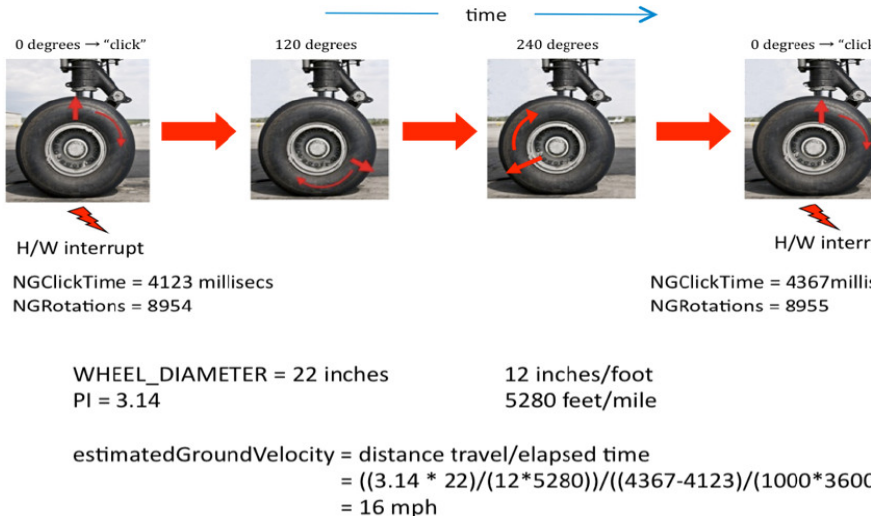 time
0 degrees → “click”
120 degrees
240 degrees
0 degrees → “click
H/W interrupt
H/W interr
NGClickTime = 4123 millisecs
NGRotations = 8954
NGClickTime = 4367millis
NGRotations = 8955
WHEEL_DIAMETER = 22 inches
12 inches/foot
PI = 3.14
5280 feet/mile
estimatedGroundVelocity = distance travel/elapsed time
= ((3.14 * 22)/(12*5280))/((4367-4123)/(1000*3600
= 16 mph